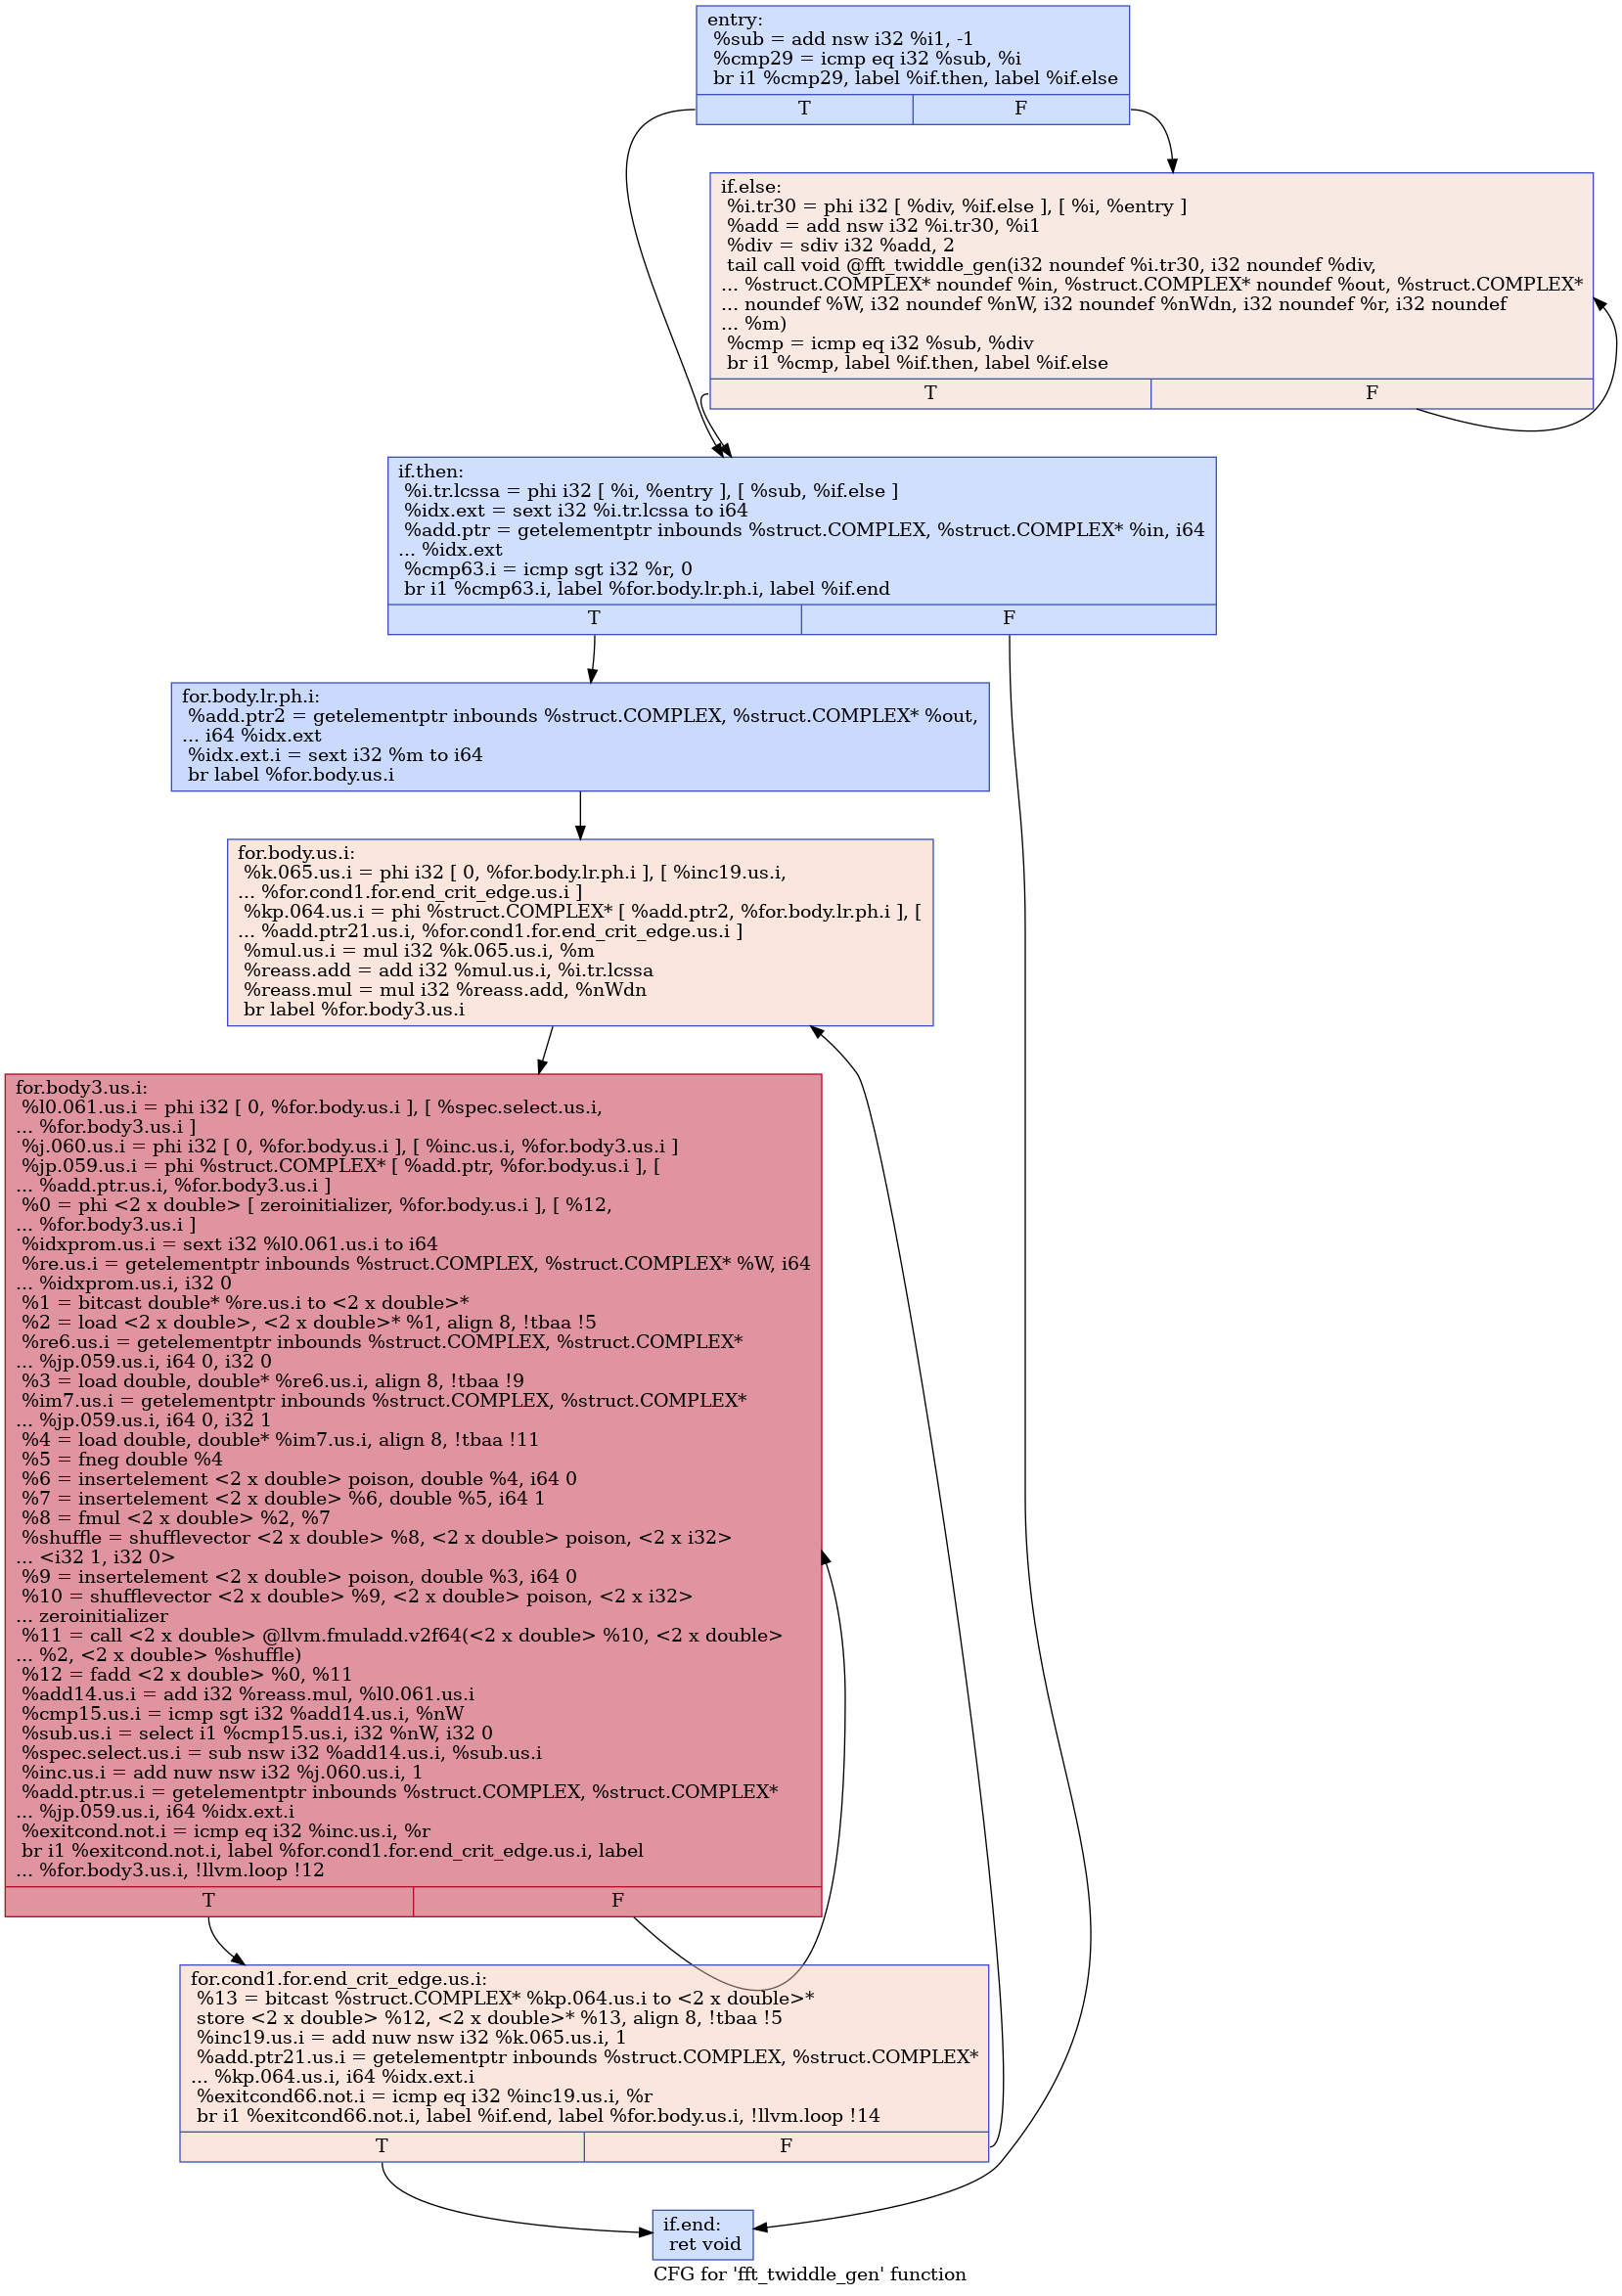 entry:
%sub = add nsw i32 %i1, -1
%cmp29 = icmp eq i32 %sub, %i
br i1 %cmp29, label %if.then, label %if.else
T F
if.else:
%i.tr30 = phi i32 [ %div, %if.else ], [ %i, %entry ]
%add = add nsw i32 %i.tr30, %i1
%div = sdiv i32 %add, 2
tail call void @fft_twiddle_gen(i32 noundef %i.tr30, i32 noundef %div,
... %struct.COMPLEX* noundef %in, %struct.COMPLEX* noundef %out, %struct.COMPLEX*
... noundef %W, i32 noundef %nW, i32 noundef %nWdn, i32 noundef %r, i32 noundef
... %m)
%cmp = icmp eq i32 %sub, %div
br i1 %cmp, label %if.then, label %if.else
T F
if.then:
%i.tr.lcssa = phi i32 [ %i, %entry ], [ %sub, %if.else ]
%idx.ext = sext i32 %i.tr.lcssa to i64
%add.ptr = getelementptr inbounds %struct.COMPLEX, %struct.COMPLEX* %in, i64
... %idx.ext
%cmp63.i = icmp sgt i32 %r, 0
br i1 %cmp63.i, label %for.body.lr.ph.i, label %if.end
T F
for.body.lr.ph.i:
%add.ptr2 = getelementptr inbounds %struct.COMPLEX, %struct.COMPLEX* %out,
... i64 %idx.ext
%idx.ext.i = sext i32 %m to i64
br label %for.body.us.i
for.body.us.i:
%k.065.us.i = phi i32 [ 0, %for.body.lr.ph.i ], [ %inc19.us.i,
... %for.cond1.for.end_crit_edge.us.i ]
%kp.064.us.i = phi %struct.COMPLEX* [ %add.ptr2, %for.body.lr.ph.i ], [
... %add.ptr21.us.i, %for.cond1.for.end_crit_edge.us.i ]
%mul.us.i = mul i32 %k.065.us.i, %m
%reass.add = add i32 %mul.us.i, %i.tr.lcssa
%reass.mul = mul i32 %reass.add, %nWdn
br label %for.body3.us.i
for.body3.us.i:
%l0.061.us.i = phi i32 [ 0, %for.body.us.i ], [ %spec.select.us.i,
... %for.body3.us.i ]
%j.060.us.i = phi i32 [ 0, %for.body.us.i ], [ %inc.us.i, %for.body3.us.i ]
%jp.059.us.i = phi %struct.COMPLEX* [ %add.ptr, %for.body.us.i ], [
... %add.ptr.us.i, %for.body3.us.i ]
%0 = phi <2 x double> [ zeroinitializer, %for.body.us.i ], [ %12,
... %for.body3.us.i ]
%idxprom.us.i = sext i32 %l0.061.us.i to i64
%re.us.i = getelementptr inbounds %struct.COMPLEX, %struct.COMPLEX* %W, i64
... %idxprom.us.i, i32 0
%1 = bitcast double* %re.us.i to <2 x double>*
%2 = load <2 x double>, <2 x double>* %1, align 8, !tbaa !5
%re6.us.i = getelementptr inbounds %struct.COMPLEX, %struct.COMPLEX*
... %jp.059.us.i, i64 0, i32 0
%3 = load double, double* %re6.us.i, align 8, !tbaa !9
%im7.us.i = getelementptr inbounds %struct.COMPLEX, %struct.COMPLEX*
... %jp.059.us.i, i64 0, i32 1
%4 = load double, double* %im7.us.i, align 8, !tbaa !11
%5 = fneg double %4
%6 = insertelement <2 x double> poison, double %4, i64 0
%7 = insertelement <2 x double> %6, double %5, i64 1
%8 = fmul <2 x double> %2, %7
%shuffle = shufflevector <2 x double> %8, <2 x double> poison, <2 x i32>
... <i32 1, i32 0>
%9 = insertelement <2 x double> poison, double %3, i64 0
%10 = shufflevector <2 x double> %9, <2 x double> poison, <2 x i32>
... zeroinitializer
%11 = call <2 x double> @llvm.fmuladd.v2f64(<2 x double> %10, <2 x double>
... %2, <2 x double> %shuffle)
%12 = fadd <2 x double> %0, %11
%add14.us.i = add i32 %reass.mul, %l0.061.us.i
%cmp15.us.i = icmp sgt i32 %add14.us.i, %nW
%sub.us.i = select i1 %cmp15.us.i, i32 %nW, i32 0
%spec.select.us.i = sub nsw i32 %add14.us.i, %sub.us.i
%inc.us.i = add nuw nsw i32 %j.060.us.i, 1
%add.ptr.us.i = getelementptr inbounds %struct.COMPLEX, %struct.COMPLEX*
... %jp.059.us.i, i64 %idx.ext.i
%exitcond.not.i = icmp eq i32 %inc.us.i, %r
br i1 %exitcond.not.i, label %for.cond1.for.end_crit_edge.us.i, label
... %for.body3.us.i, !llvm.loop !12
T F
for.cond1.for.end_crit_edge.us.i:
%13 = bitcast %struct.COMPLEX* %kp.064.us.i to <2 x double>*
store <2 x double> %12, <2 x double>* %13, align 8, !tbaa !5
%inc19.us.i = add nuw nsw i32 %k.065.us.i, 1
%add.ptr21.us.i = getelementptr inbounds %struct.COMPLEX, %struct.COMPLEX*
... %kp.064.us.i, i64 %idx.ext.i
%exitcond66.not.i = icmp eq i32 %inc19.us.i, %r
br i1 %exitcond66.not.i, label %if.end, label %for.body.us.i, !llvm.loop !14
T F
if.end:
ret void
CFG for 'fft_twiddle_gen' function